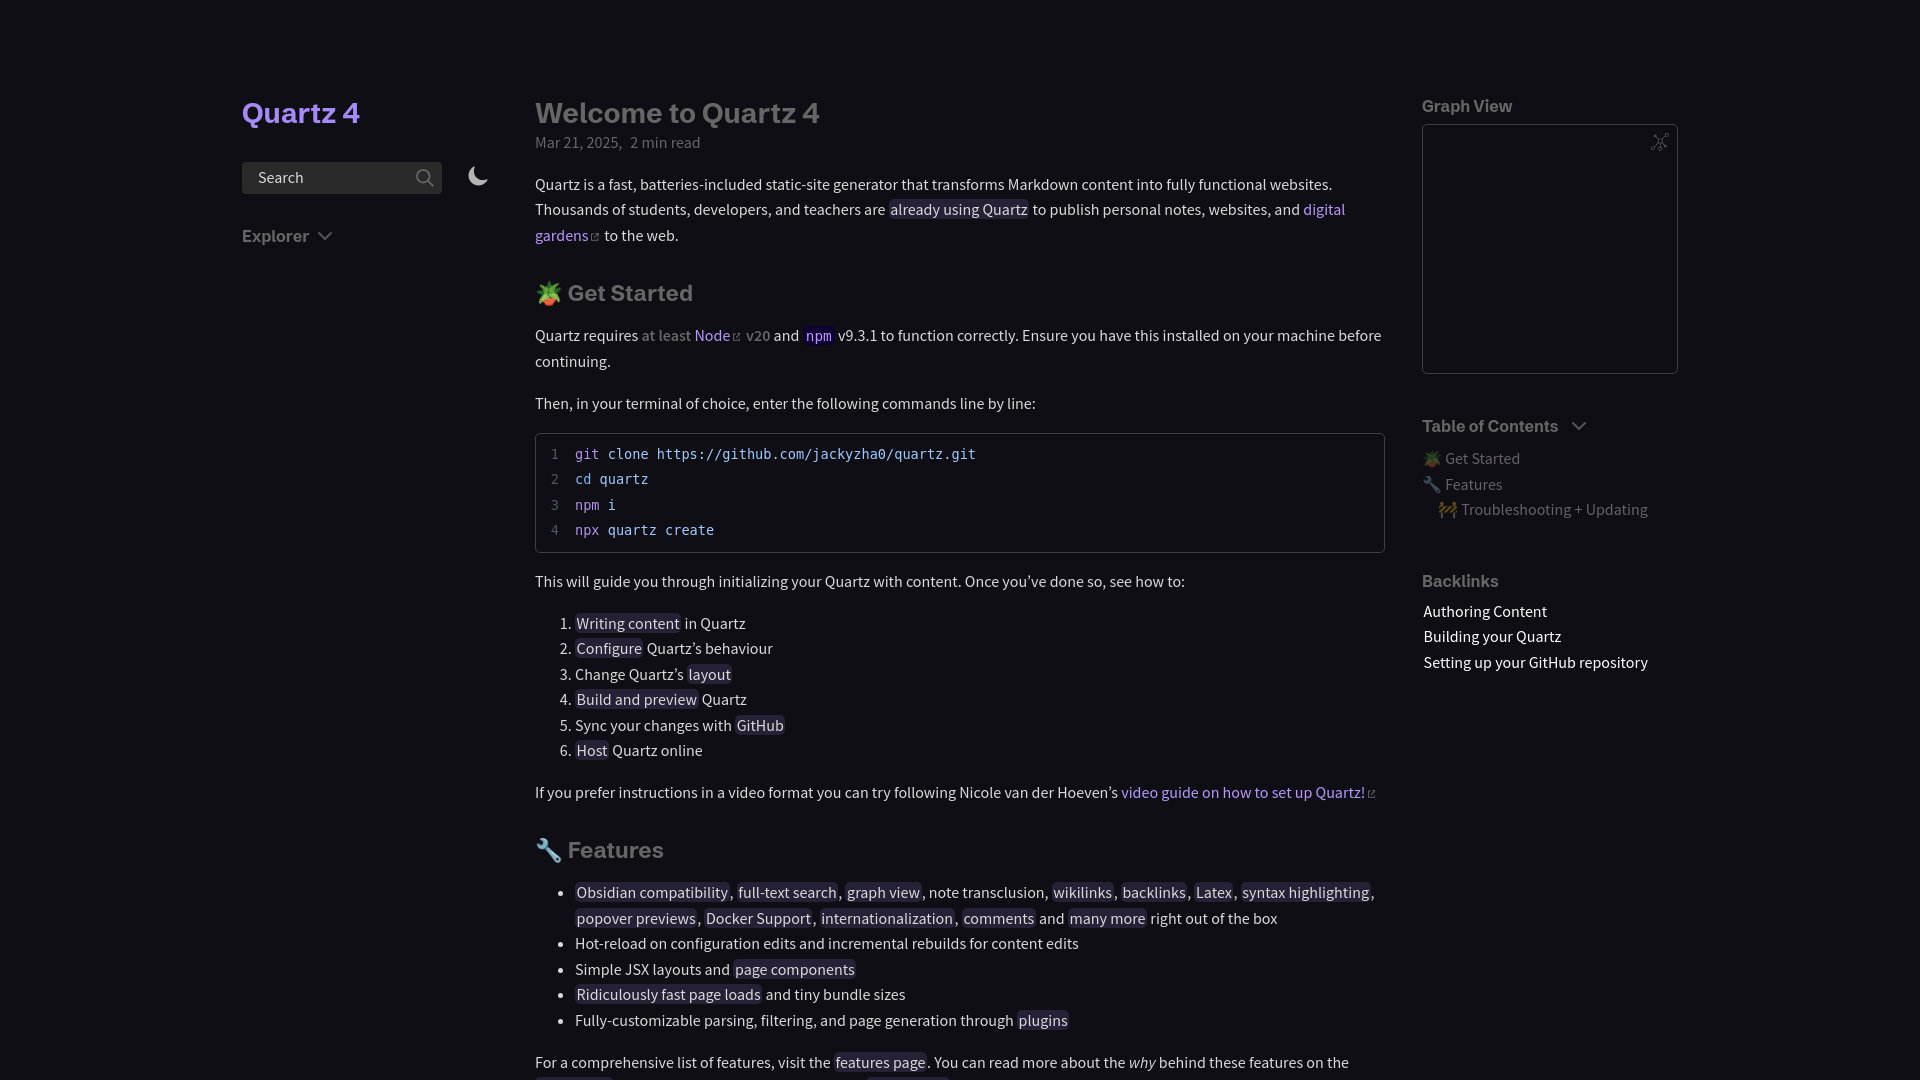 Quartz 4
Search
Explorer
Welcome to Quartz 4
Mar 21, 2025, 2 min read
Quartz is a fast, batteries-included static-site generator that transforms Markdown content into fully functional websites.
Thousands of students, developers, and teachers are already using Quartz to publish personal notes, websites, and digital
gardens to the web.
🪴 Get Started
Quartz requires at least Node v20 and npm v9.3.1 to function correctly. Ensure you have this installed on your machine before
continuing.
Then, in your terminal of choice, enter the following commands line by line:
1 git clone https://github.com/jackyzha0/quartz.git
2 cd quartz
3 npm i
4 npx quartz create
This will guide you through initializing your Quartz with content. Once you’ve done so, see how to:
1. Writing content in Quartz
2. Configure Quartz’s behaviour
3. Change Quartz’s layout
4. Build and preview Quartz
5. Sync your changes with GitHub
6. Host Quartz online
If you prefer instructions in a video format you can try following Nicole van der Hoeven’s video guide on how to set up Quartz!
🔧 Features
• Obsidian compatibility, full-text search, graph view, note transclusion, wikilinks, backlinks, Latex, syntax highlighting,
popover previews, Docker Support, internationalization, comments and many more right out of the box
• Hot-reload on configuration edits and incremental rebuilds for content edits
• Simple JSX layouts and page components
• Ridiculously fast page loads and tiny bundle sizes
• Fully-customizable parsing, filtering, and page generation through plugins
For a comprehensive list of features, visit the features page. You can read more about the why behind these features on the
Graph View
Table of Contents
🪴 Get Started
🔧 Features
🚧 Troubleshooting + Updating
Backlinks
Authoring Content
Building your Quartz
Setting up your GitHub repository